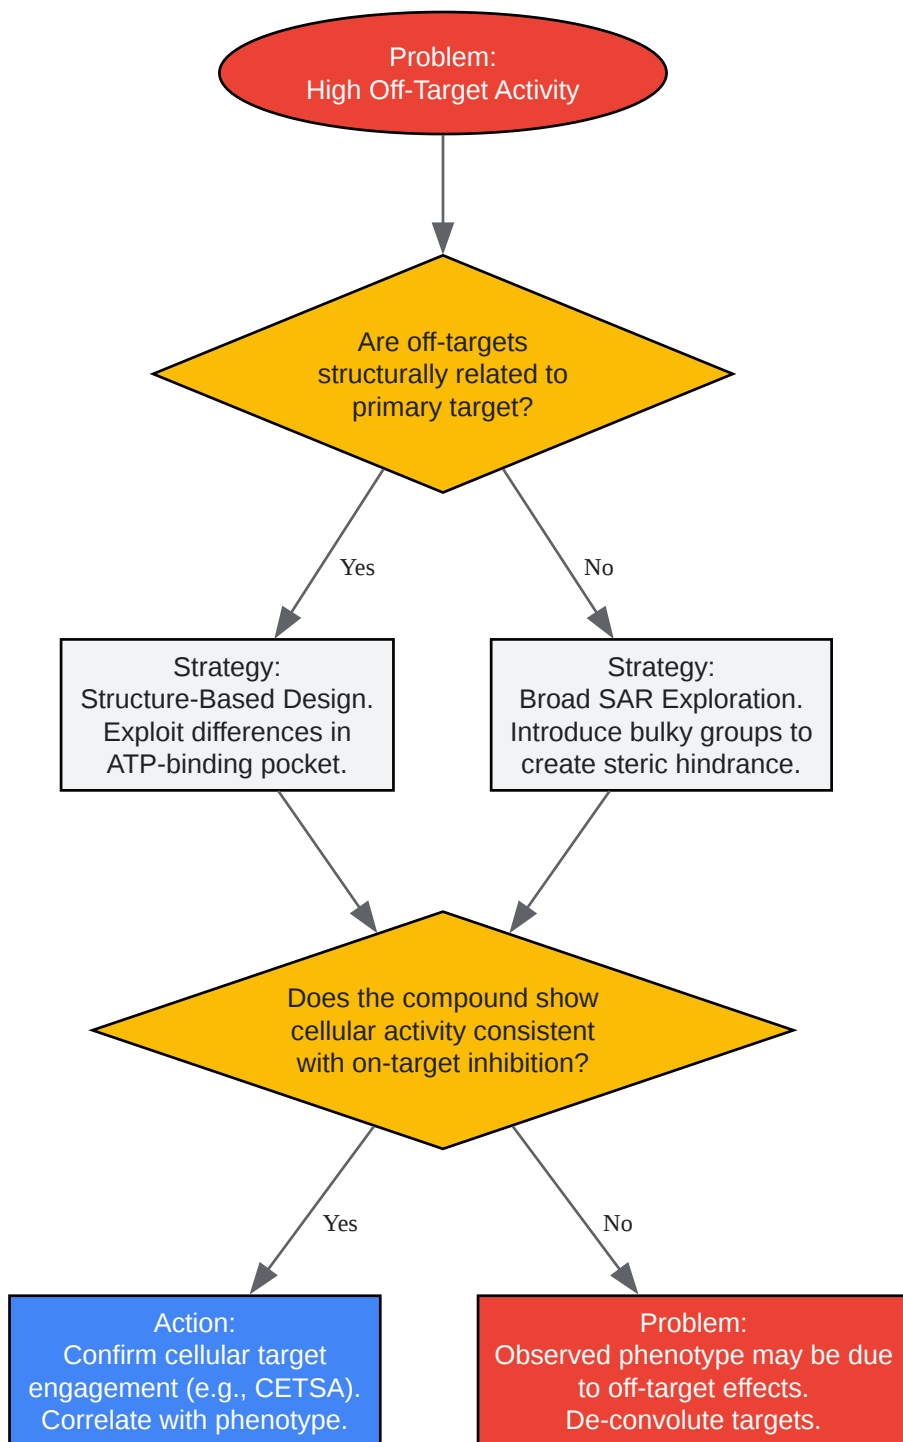 Problem:
High Off-Target Activity
Are off-targets
structurally related to
primary target?
Yes
No
Strategy:
Structure-Based Design.
Exploit differences in
ATP-binding pocket.
Strategy:
Broad SAR Exploration.
Introduce bulky groups to
create steric hindrance.
Does the compound show
cellular activity consistent
with on-target inhibition?
Yes
No
Action:
Confirm cellular target
engagement (e.g., CETSA).
Correlate with phenotype.
Problem:
Observed phenotype may be due
to off-target effects.
De-convolute targets.